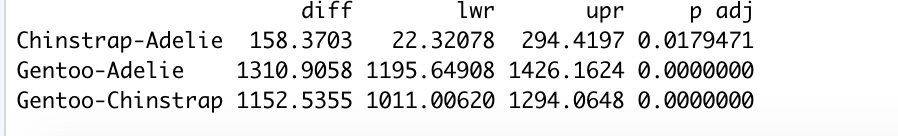 diff lwr upr p adj
Chinstrap-Adelie 158.3703 22.32078 294.4197 0.0179471
Gentoo-Adelie 1310.9058 1195.64908 1426.1624 0.0000000
Gentoo-Chinstrap 1152.5355 1011.00620 1294.0648 0.0000000